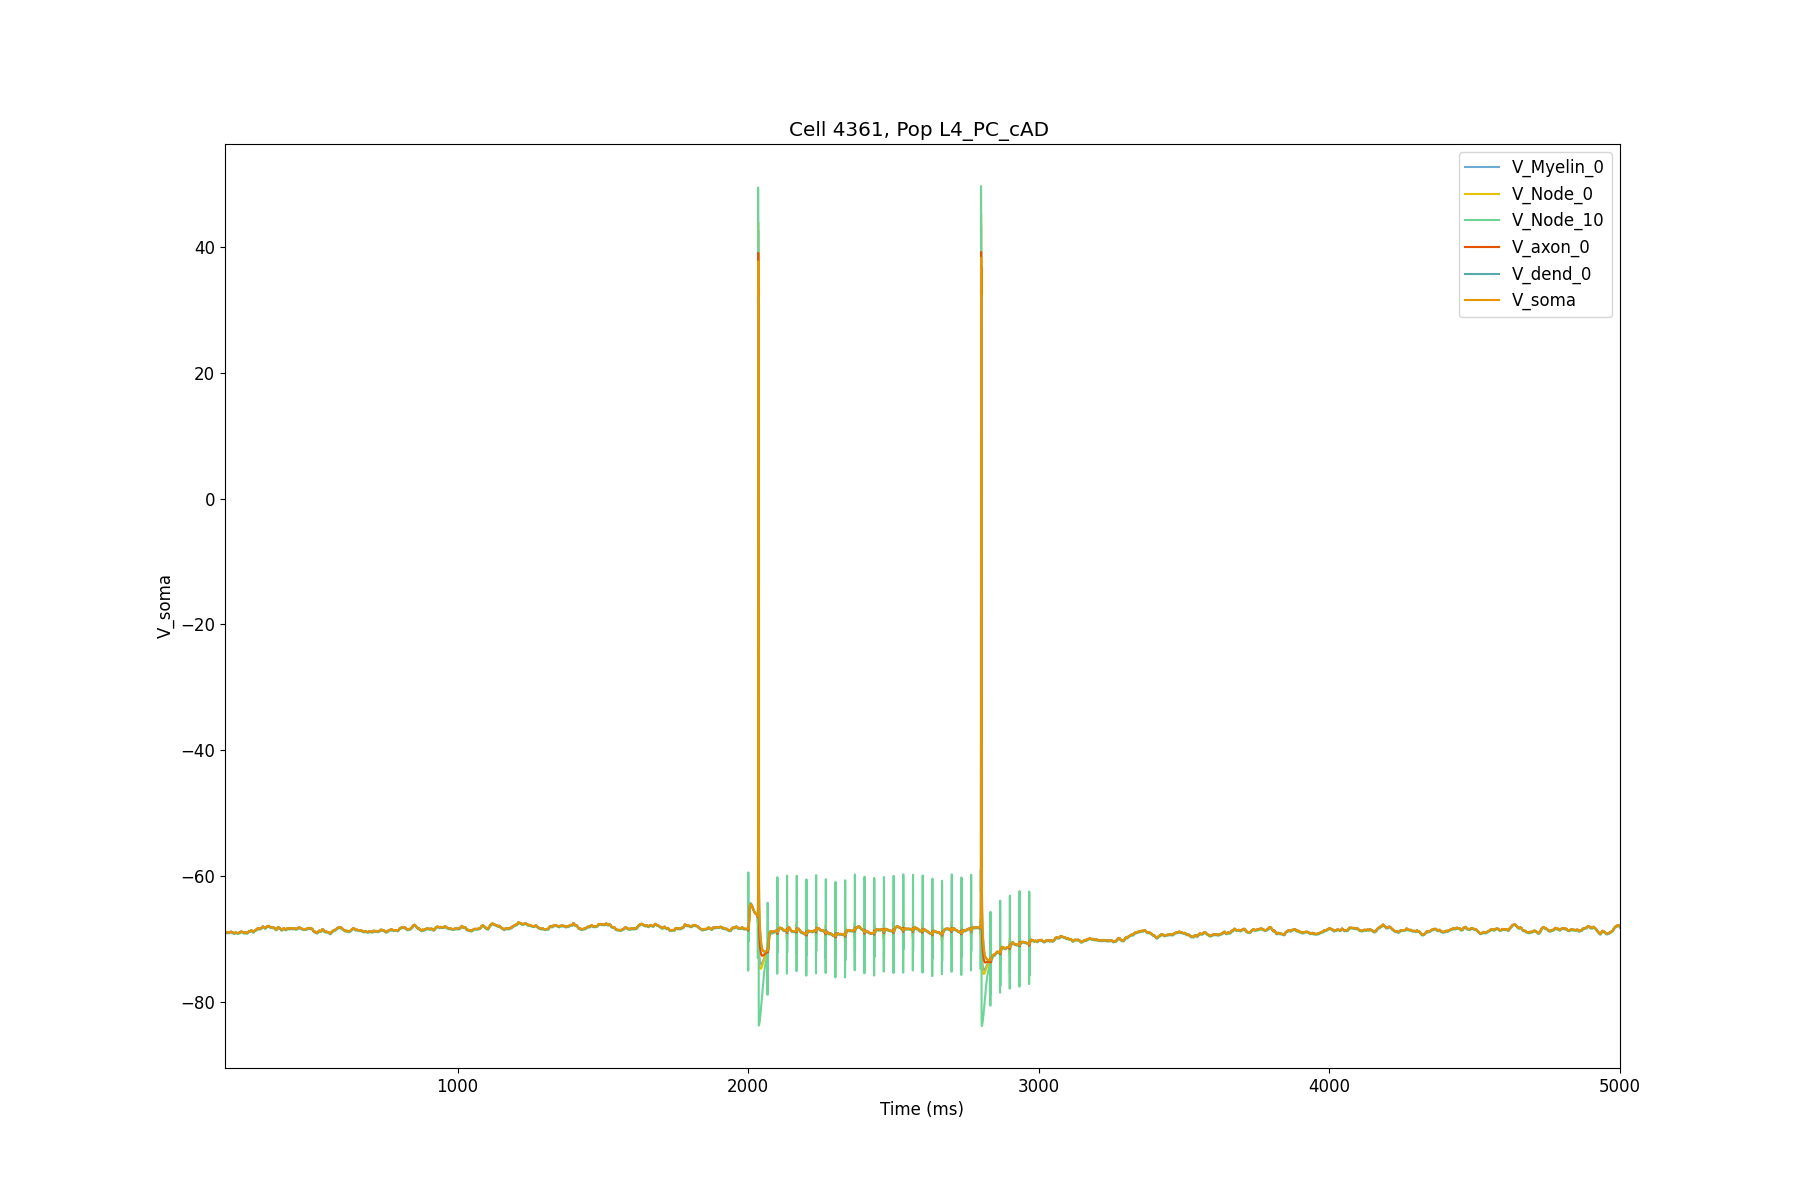 Cell 4361, Pop L4_PC_cAD
V_Myelin_0
V_Node_0
V_Node_10
V_axon_0
V_dend_0
V_soma
40
20
0
−20
−40
−60
−80
V_soma
1000
2000
3000
4000
5000
Time (ms)